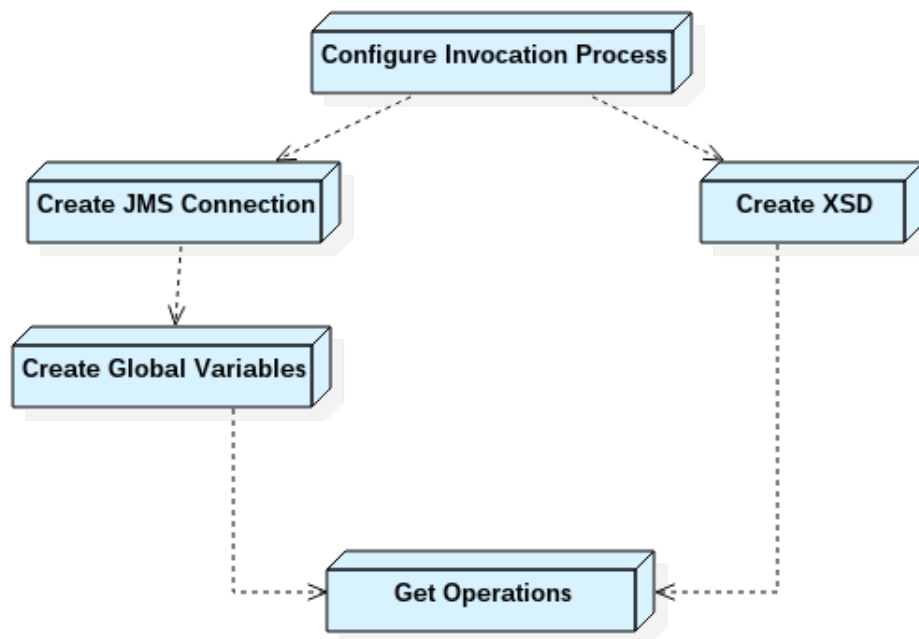 Configure Invocation Process
Create JMS Connection
Create XSD
Create Global Variables
Get Operations